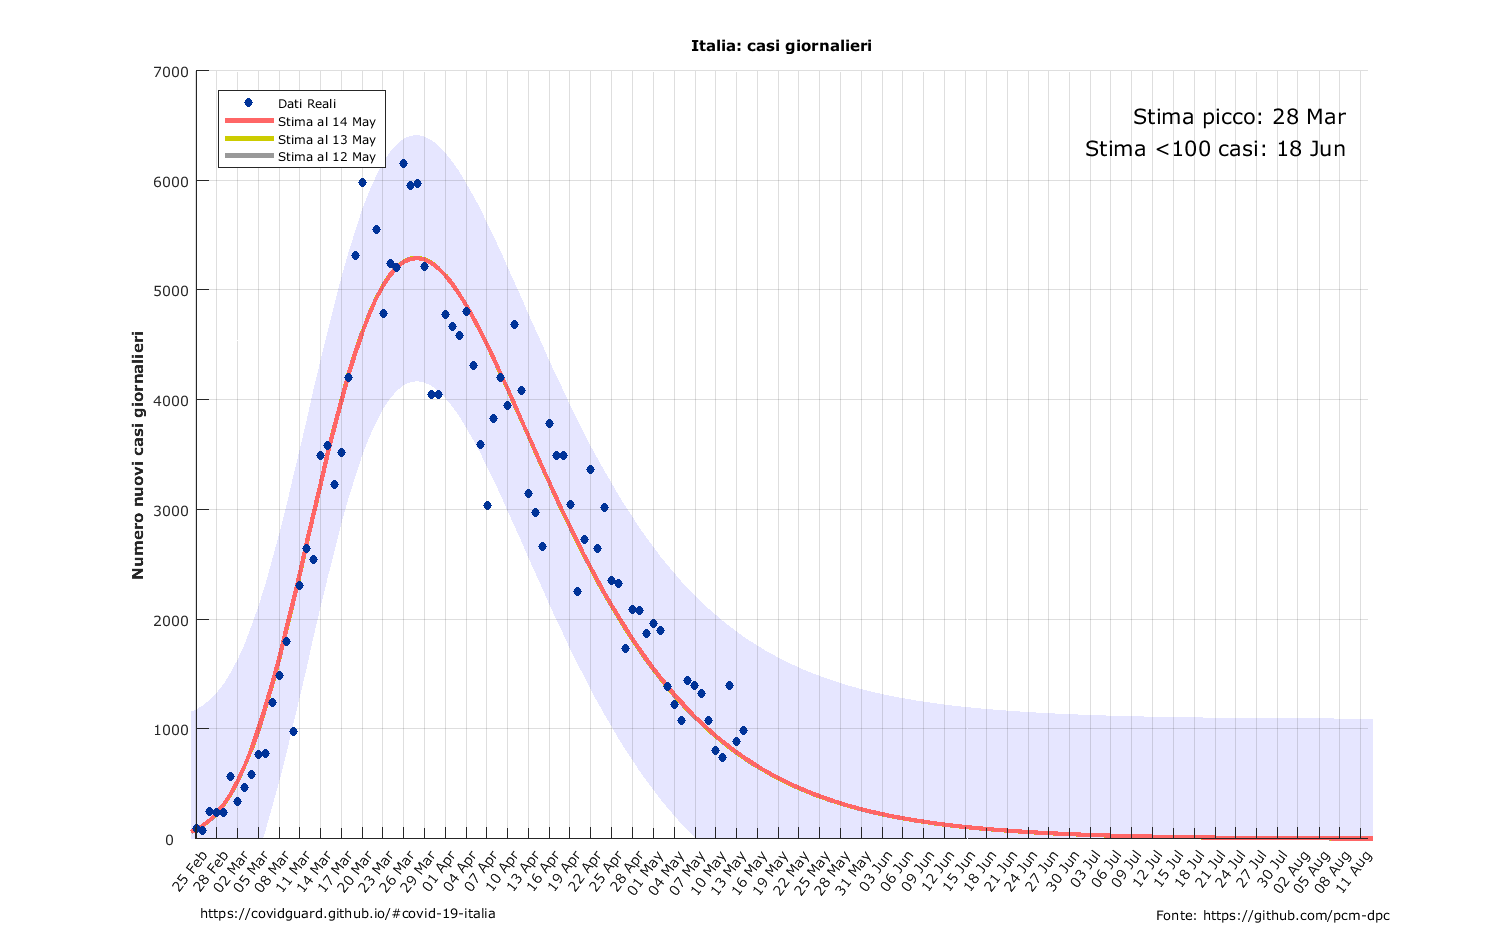 Italia: casi giornalieri
7000
6000
5000
4000
3000
2000
1000
0
Numero nuovi casi giornalieri
Dati Reali
Stima al 14 May
Stima al 13 May
Stima al 12 May
Stima picco: 28 Mar
Stima <100 casi: 18 Jun
25 Feb
28 Feb
02 Mar
05 Mar
08 Mar
11 Mar
14 Mar
17 Mar
20 Mar
23 Mar
26 Mar
29 Mar
01 Apr
04 Apr
07 Apr
10 Apr
13 Apr
16 Apr
19 Apr
22 Apr
25 Apr
28 Apr
01 May
04 May
07 May
10 May
13 May
16 May
19 May
22 May
25 May
28 May
31 May
03 Jun
06 Jun
09 Jun
12 Jun
15 Jun
18 Jun
21 Jun
24 Jun
27 Jun
30 Jun
03 Jul
06 Jul
09 Jul
12 Jul
15 Jul
18 Jul
21 Jul
24 Jul
27 Jul
30 Jul
02 Aug
05 Aug
08 Aug
11 Aug
https://covidguard.github.io/#covid-19-italia
Fonte: https://github.com/pcm-dpc